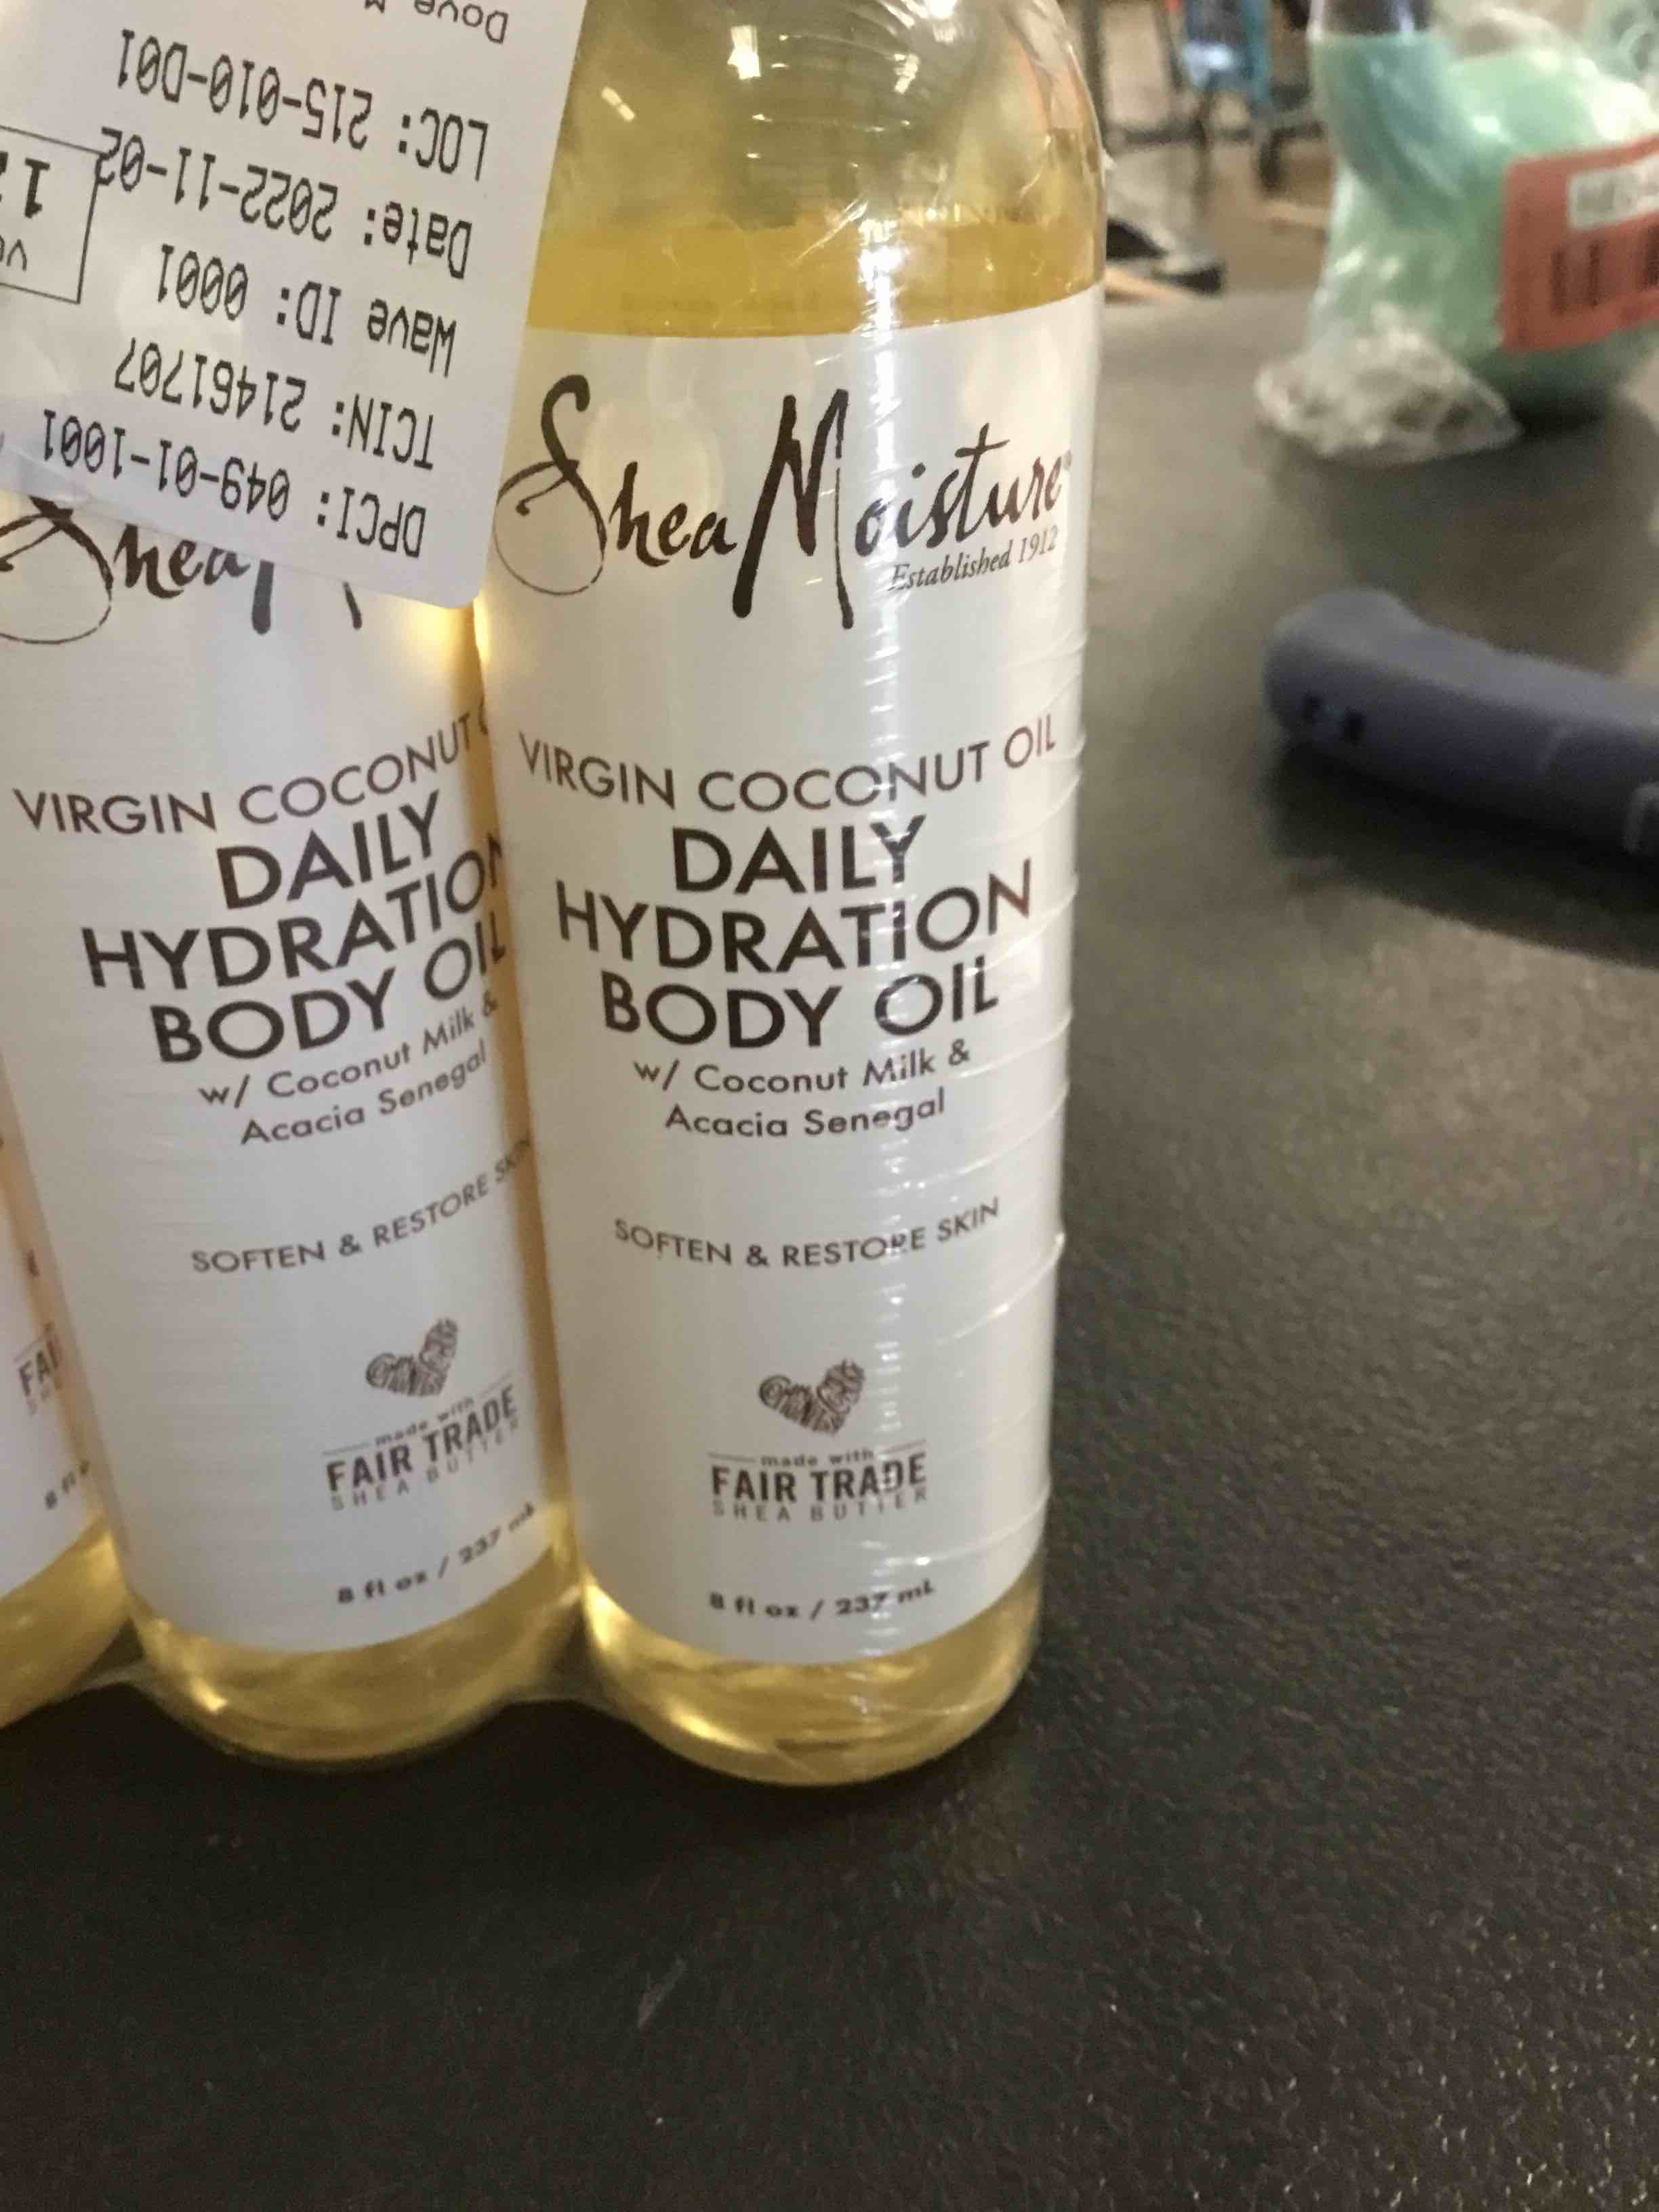 DPCI: 049-01-1001
TCIN: 21461707
Wave ID: 0001
Date: 2022-11-02
LOC: 215-010-D01
Dove
Shea
VIRGIN COCONUT
DAILY
HYDRATION
BODY OIL
w/ Coconut Milk &
Acacia Senegal
SOFTEN & RESTORE
made with
FAIR TRADE
SHEA BUTTER
8 fl oz / 237 mL
SheaMoisture
Established 1912
VIRGIN COCONUT OIL
DAILY
HYDRATION
BODY OIL
w/ Coconut Milk &
Acacia Senegal
SOFTEN & RESTORE SKIN
made with
FAIR TRADE
SHEA BUTTER
8 fl oz / 237 mL